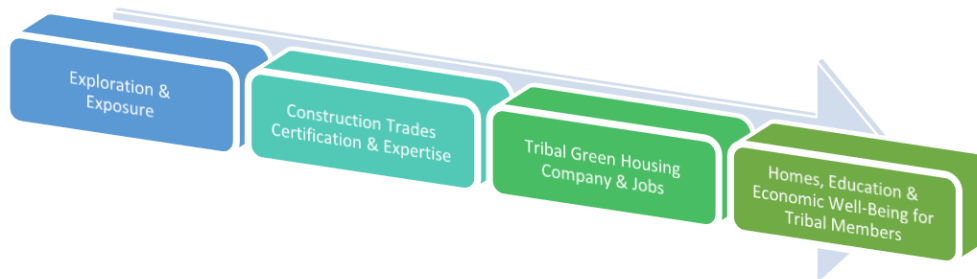 Exploration &
Exposure
Construction Trades
Certification & Expertise
Tribal Green Housing
Company & Jobs
Homes, Education &
Economic Well-Being for
Tribal Members